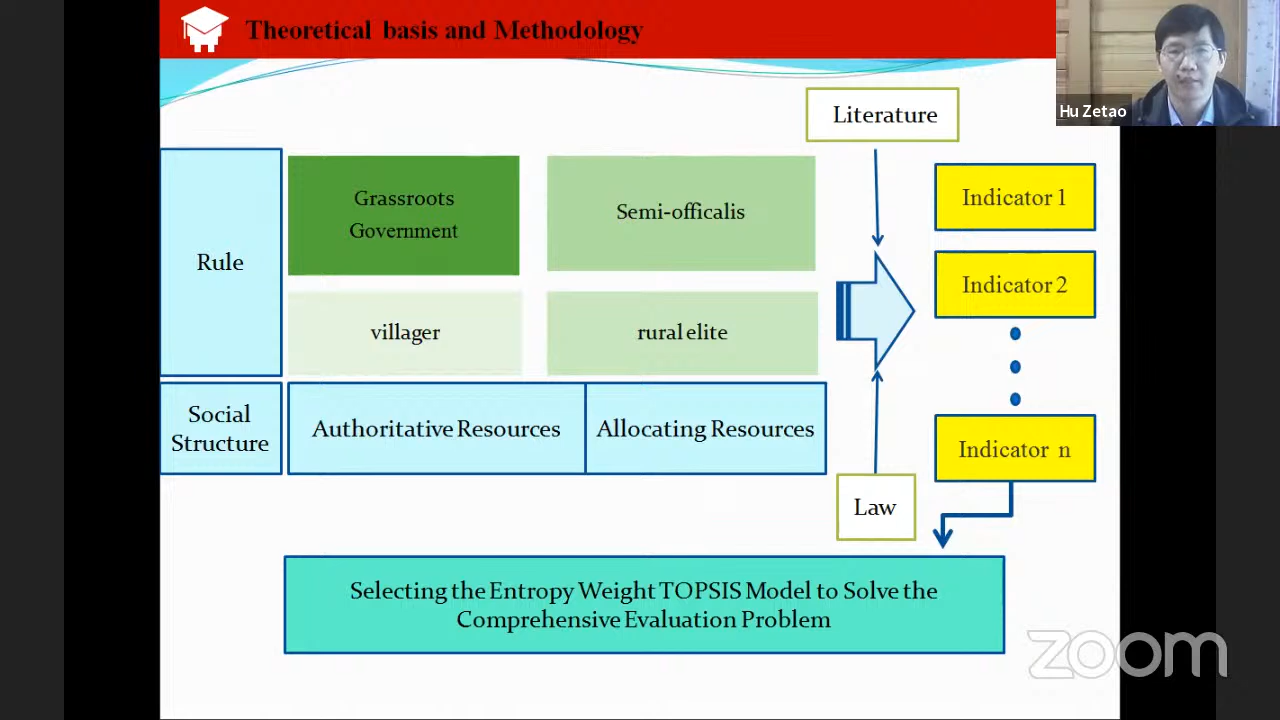 Theoretical basis and Methodology
Hu Zetao
Literature
Rule
Grassroots
Government
Semi-officalis
villager
rural elite
Social
Structure
Authoritative Resources
Allocating Resources
Indicator 1
Indicator 2
Indicator n
Law
Selecting the Entropy Weight TOPSIS Model to Solve the
Comprehensive Evaluation Problem
zoom